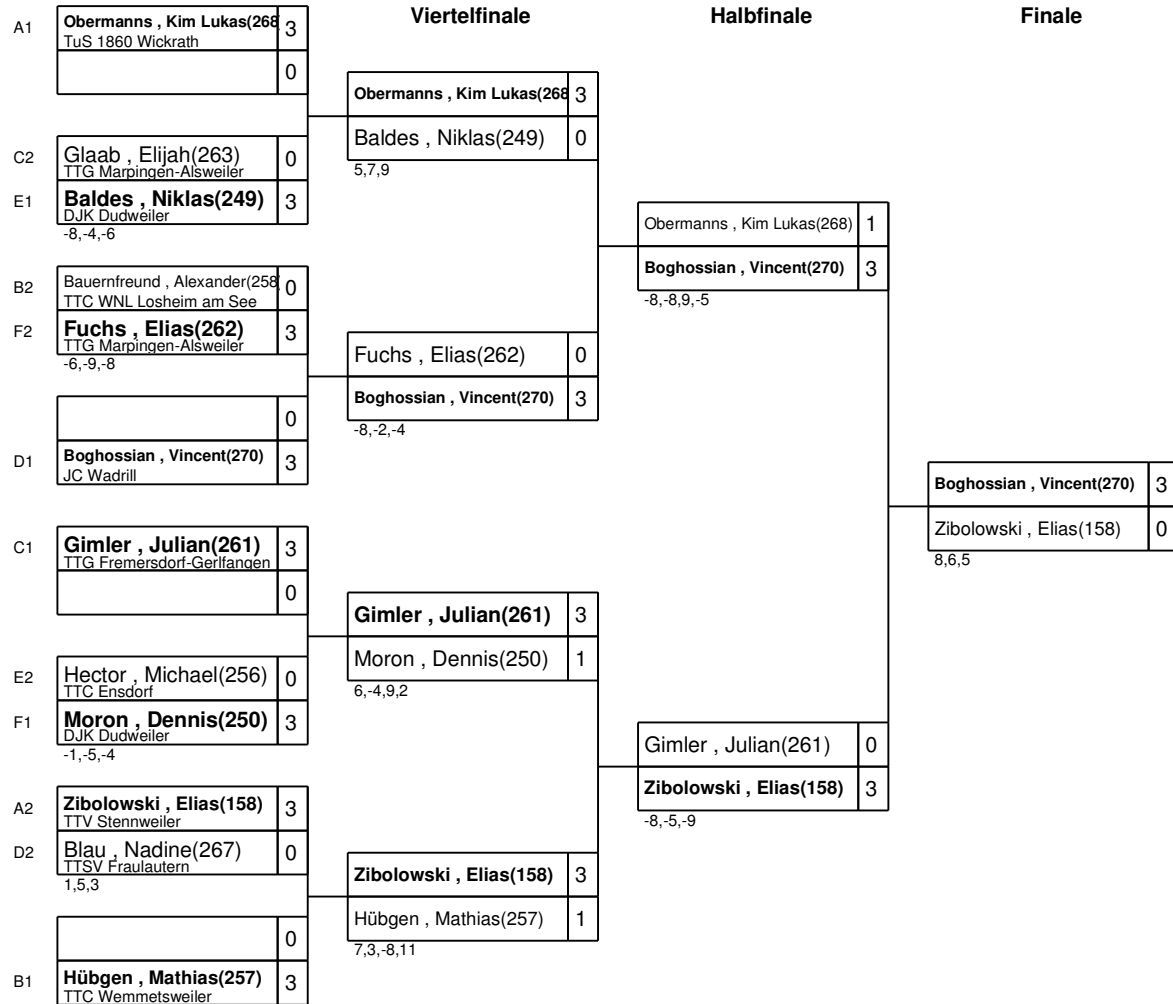 Viertelfinale
Halbfinale
Finale
A1
Obermanns , Kim Lukas(268
3
TuS 1860 Wickrath
0
C2
Glaab , Elijah(263)
0
TTG Marpingen-Alsweiler
E1
Baldes , Niklas(249)
3
DJK Dudweiler
-8,-4,-6
B2
Bauernfreund , Alexander(258)
0
TTC WNL Losheim am See
F2
Fuchs , Elias(262)
3
TTG Marpingen-Alsweiler
-6,-9,-8
0
D1
Boghossian , Vincent(270)
3
JC Wadrill
C1
Gimler , Julian(261)
3
TTG Fremersdorf-Gerlfangen
0
E2
Hector , Michael(256)
0
TTC Ensdorf
F1
Moron , Dennis(250)
3
DJK Dudweiler
-1,-5,-4
A2
Zibolowski , Elias(158)
3
TTV Stennweiler
D2
Blau , Nadine(267)
0
TTSV Fraulautern
1,5,3
0
B1
Hübgen , Mathias(257)
3
TTC Wemmetsweiler
Obermanns , Kim Lukas(268
3
Baldes , Niklas(249)
0
5,7,9
Fuchs , Elias(262)
0
Boghossian , Vincent(270)
3
-8,-2,-4
Gimler , Julian(261)
3
Moron , Dennis(250)
1
6,-4,9,2
Zibolowski , Elias(158)
3
Hübgen , Mathias(257)
1
7,3,-8,11
Obermanns , Kim Lukas(268)
1
Boghossian , Vincent(270)
3
-8,-8,9,-5
Gimler , Julian(261)
0
Zibolowski , Elias(158)
3
-8,-5,-9
Boghossian , Vincent(270)
3
Zibolowski , Elias(158)
0
8,6,5